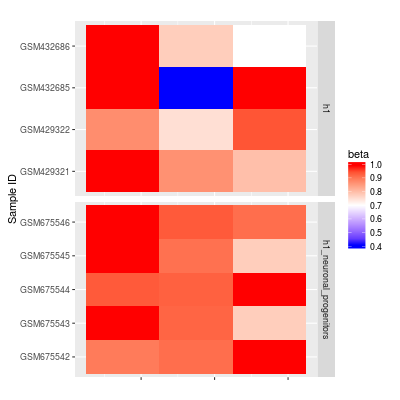 Sample ID
GSM432686
GSM432685
GSM429322
GSM429321
h1
GSM675546
GSM675545
GSM675544
GSM675543
GSM675542
h1_neuronal_progenitors
beta
1.0
0.9
0.8
0.7
0.6
0.5
0.4